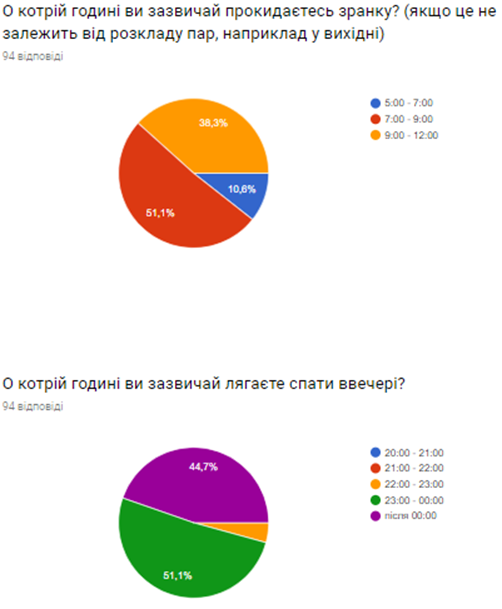 О котрій годині ви зазвичай прокидаєтесь зранку? (якщо це не
залежить від розкладу пар, наприклад у вихідні)
94 відповіді
5:00 - 7:00
7:00 - 9:00
9:00 - 12:00
38,3%
10,6%
51,1%
О котрій годині ви зазвичай лягаєте спати ввечері?
94 відповіді
20:00 - 21:00
21:00 - 22:00
22:00 - 23:00
23:00 - 00:00
після 00:00
44,7%
51,1%